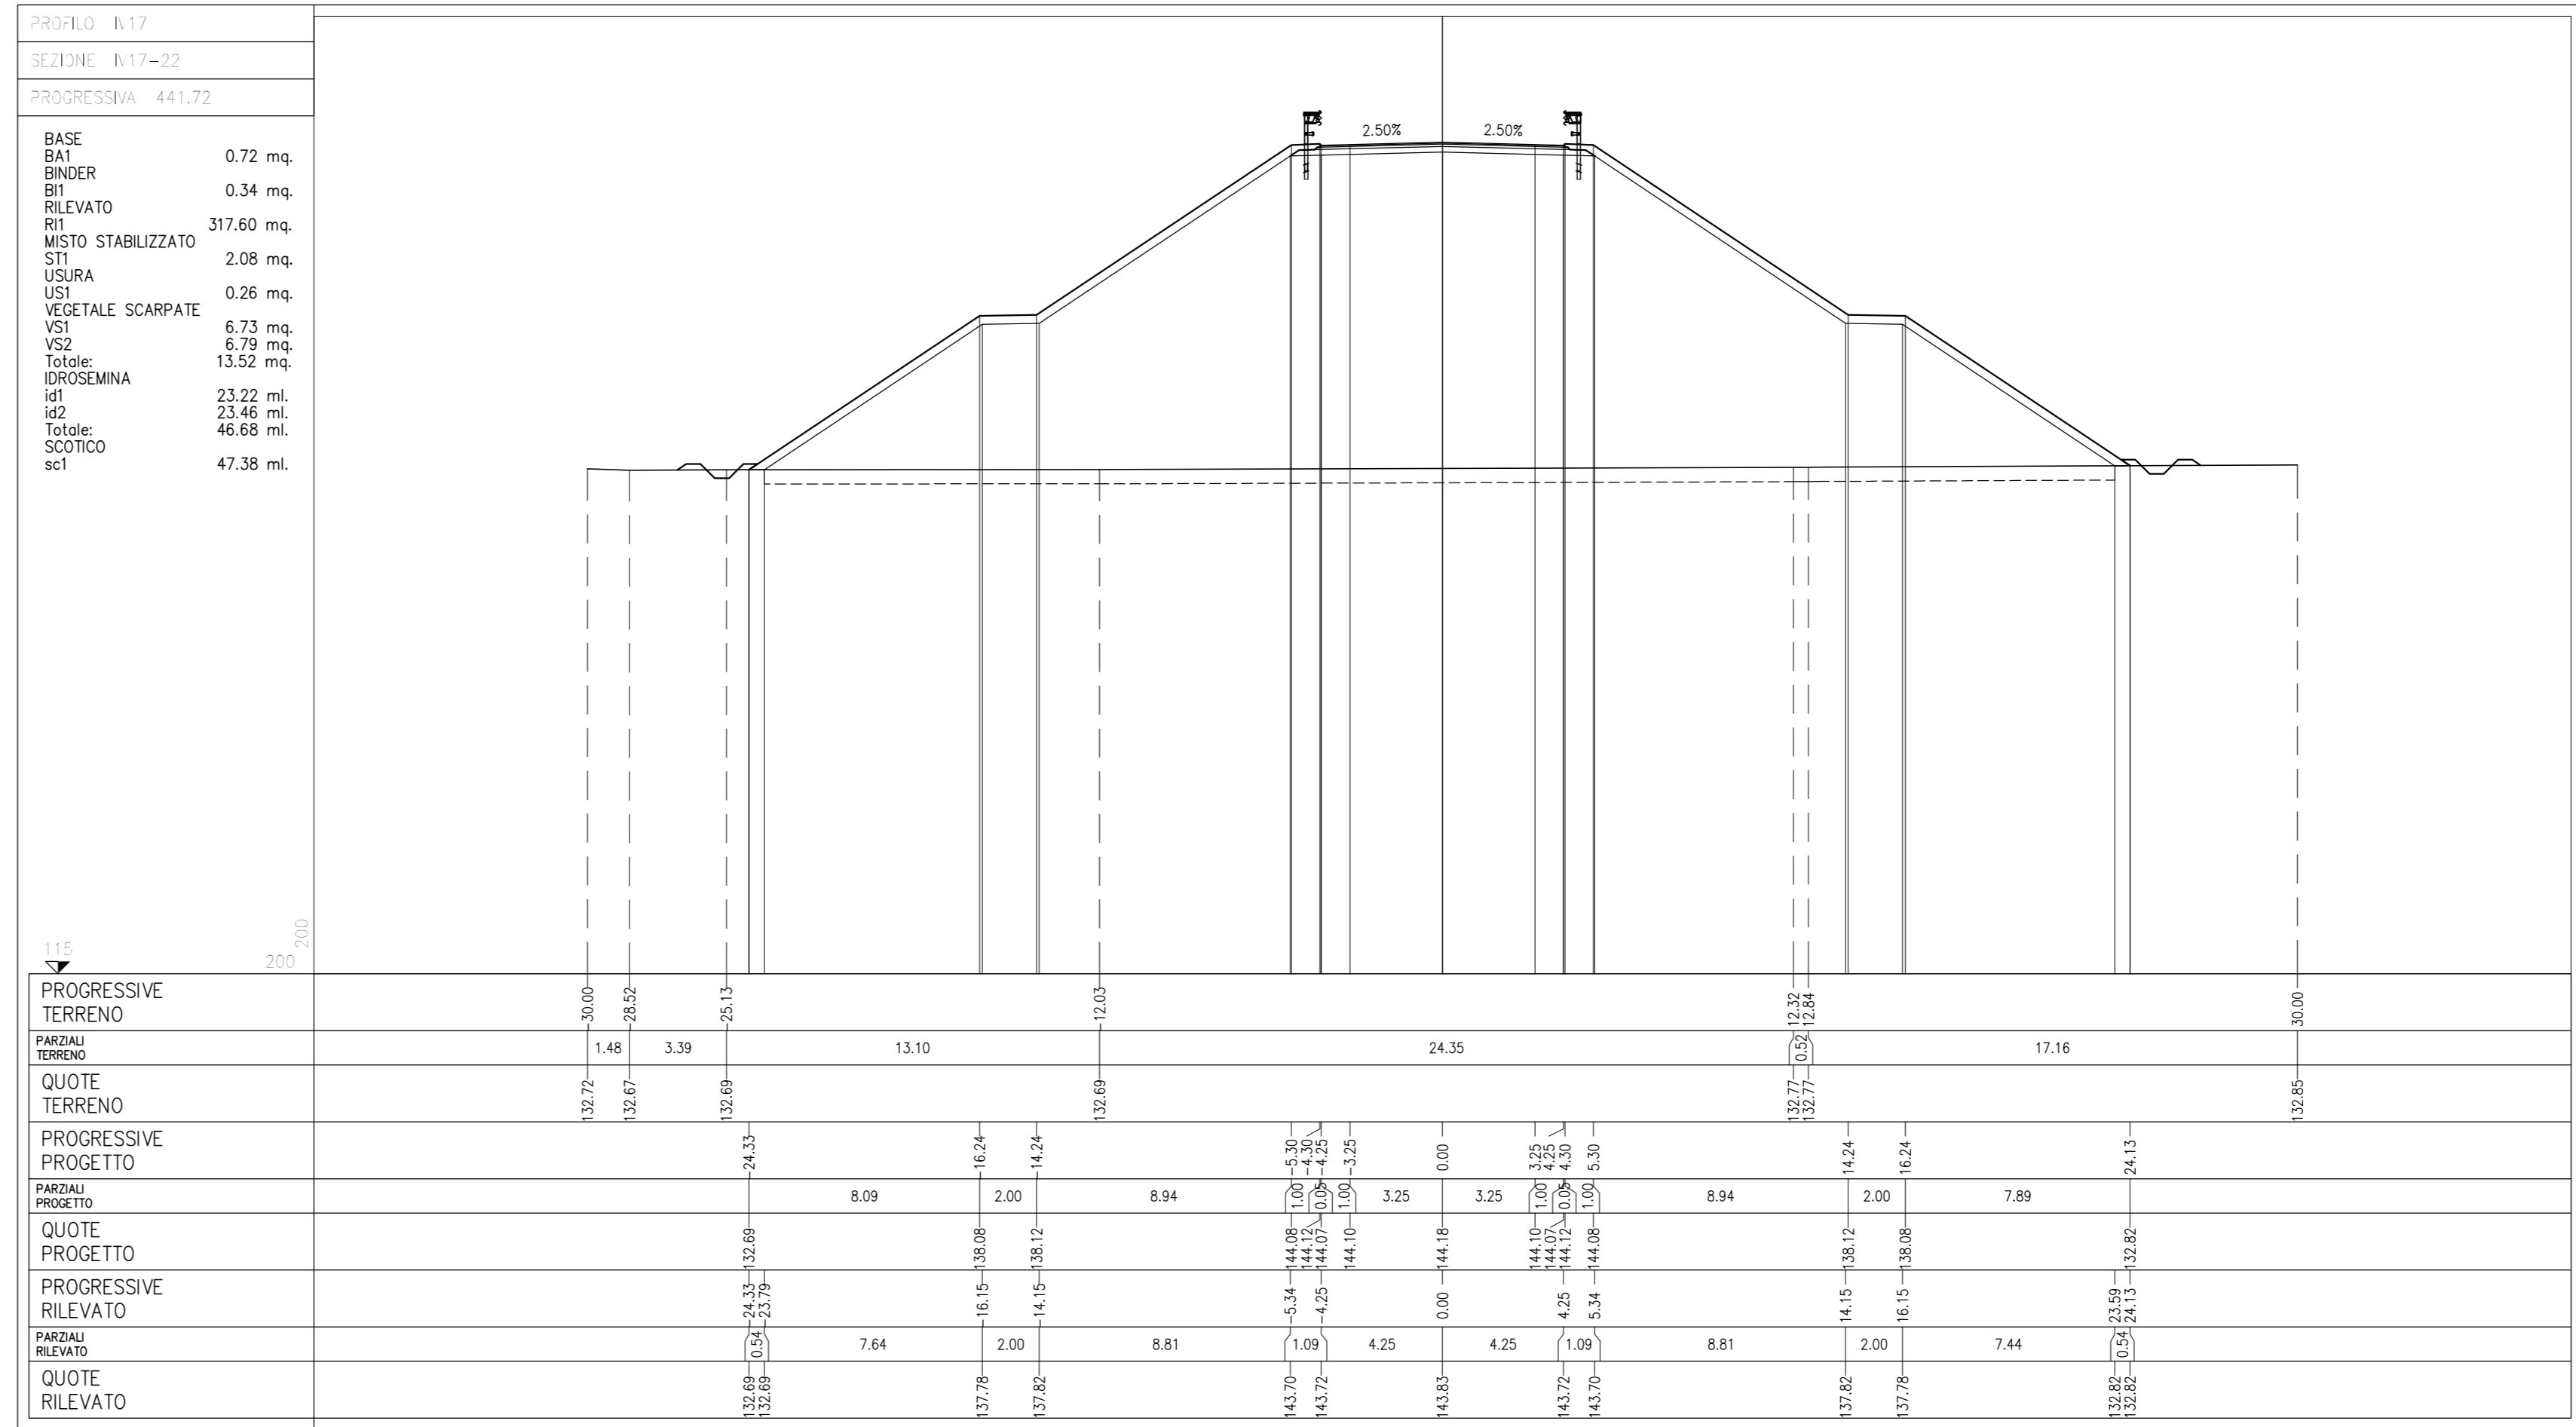 PROFILO IV17
SEZIONE IV17-22
PROGRESSIVA 441.72
BASE
BA1 0.72 mq.
BINDER
BI1 0.34 mq.
RILEVATO
RI1 317.60 mq.
MISTO STABILIZZATO
ST1 2.08 mq.
USURA
US1 0.26 mq.
VEGETALE SCARPATE
VS1 6.73 mq.
VS2 6.79 mq.
Totale: 13.52 mq.
IDROSEMINA
id1 23.22 ml.
id2 23.46 ml.
Totale: 46.68 ml.
SCOTICO
sc1 47.38 ml.
2.50% 2.50%
115
200
200
PROGRESSIVE
TERRENO
30.00 28.52 25.13 12.03 12.32 12.84 30.00
PARZIALI
TERRENO
1.48 3.39 13.10 24.35 0.52 17.16
QUOTE
TERRENO
132.72 132.67 132.69 132.69 132.77 132.77 132.85
PROGRESSIVE
PROGETTO
24.33 16.24 14.24 -5.30 -4.30 -4.25 -3.25 0.00 3.25 4.25 4.30 5.30 14.24 16.24 24.13
PARZIALI
PROGETTO
8.09 2.00 8.94 1.00 0.05 1.00 3.25 3.25 1.00 0.05 1.00 8.94 2.00 7.89
QUOTE
PROGETTO
132.69 138.08 138.12 144.08 144.12 144.07 144.10 144.18 144.10 144.07 144.12 144.08 138.12 138.08 132.82
PROGRESSIVE
RILEVATO
24.33 23.79 16.15 14.15 -5.34 -4.25 0.00 4.25 5.34 14.15 16.15 23.59 24.13
PARZIALI
RILEVATO
0.54 7.64 2.00 8.81 1.09 4.25 4.25 1.09 8.81 2.00 7.44 0.54
QUOTE
RILEVATO
132.69 132.69 137.78 137.82 143.70 143.72 143.83 143.72 143.70 137.82 137.78 132.82 132.82